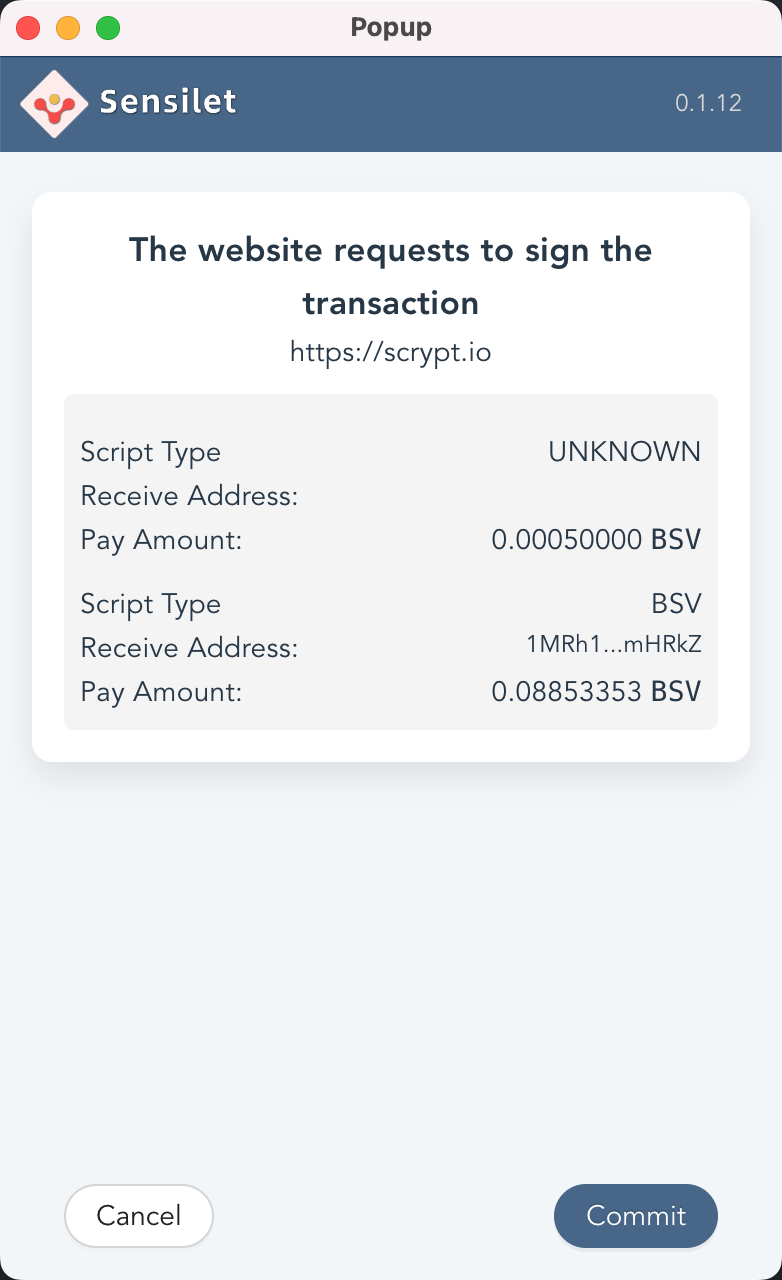 Popup
Sensilet
0.1.12
The website requests to sign the
transaction
https://scrypt.io
Script Type UNKNOWN
Receive Address:
Pay Amount: 0.00050000 BSV
Script Type BSV
Receive Address: 1MRh1...mHRkZ
Pay Amount: 0.08853353 BSV
Cancel
Commit